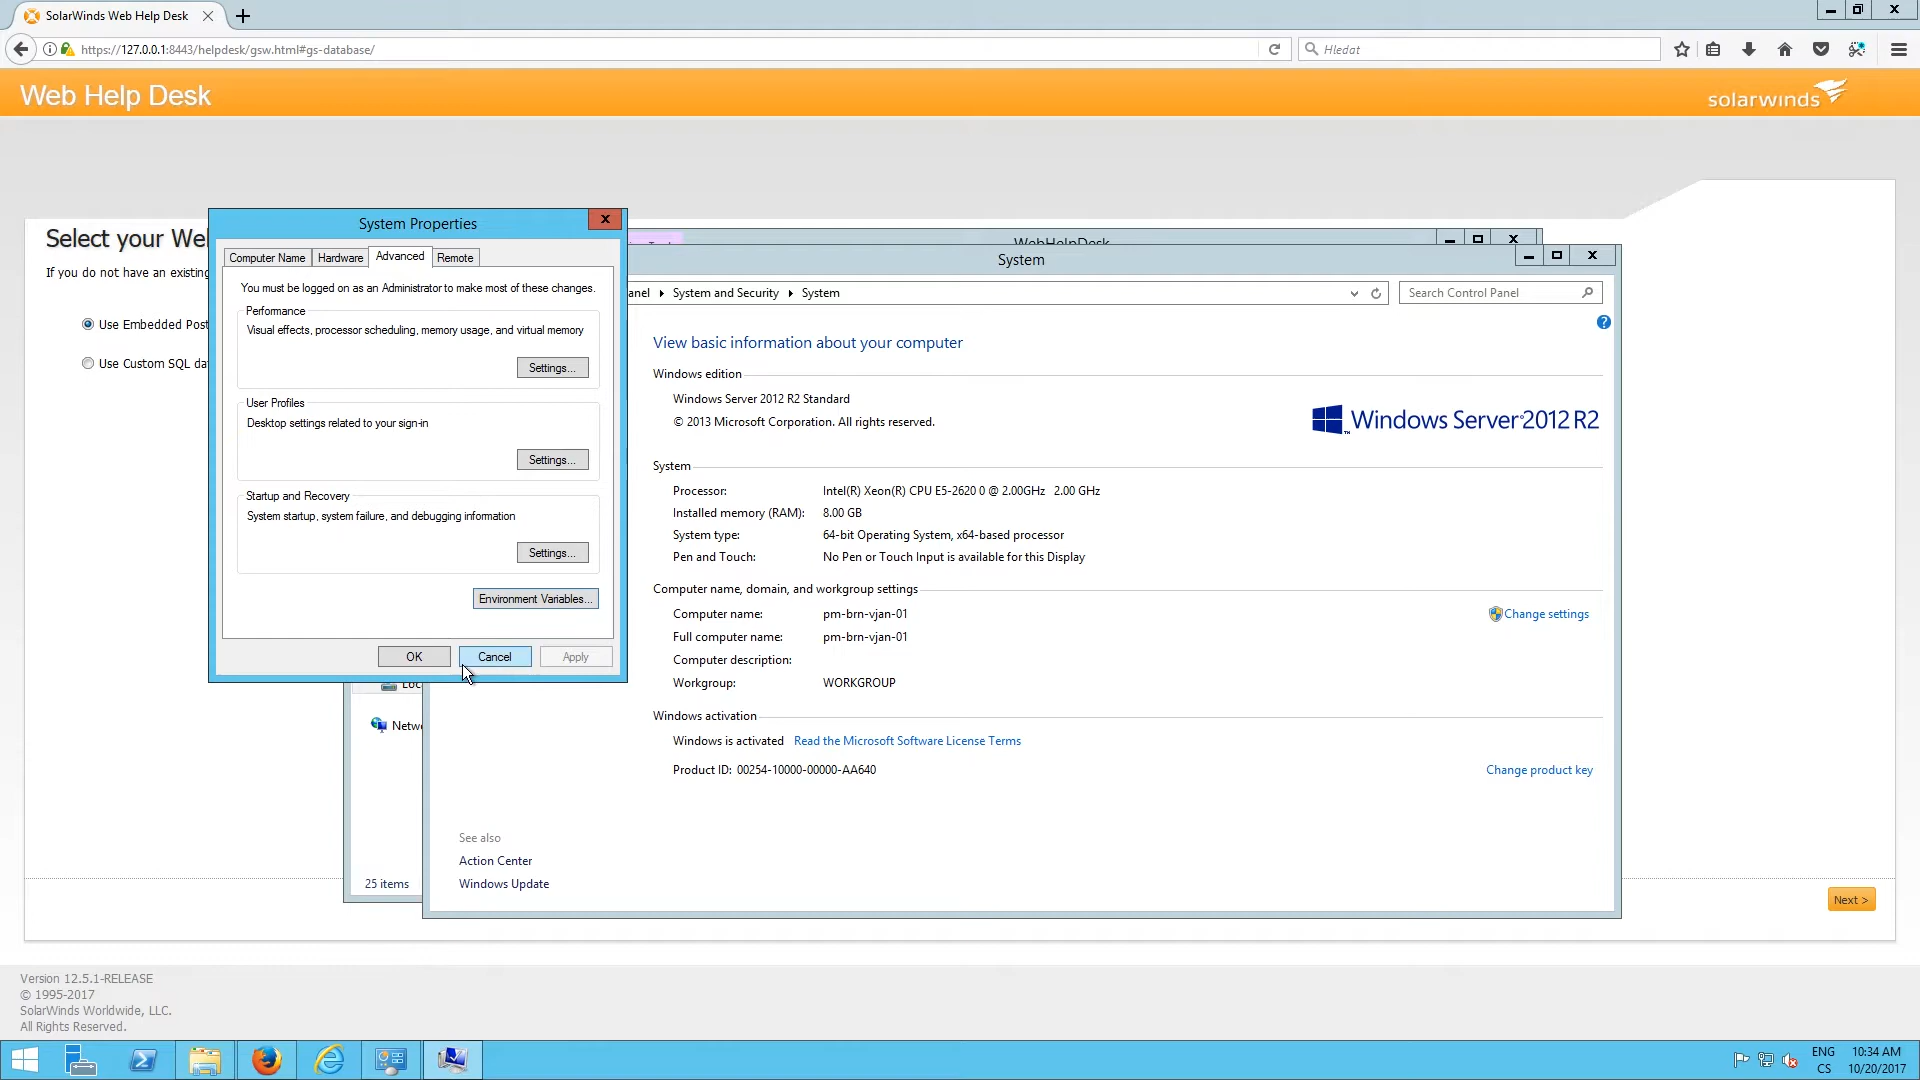 SolarWinds Web Help Desk
https://127.0.0.1:8443/helpdesk/gsw.html#gs-database/
Hledat
Web Help Desk
solarwinds
Select your We
If you do not have an existing
Use Embedded Post
Use Custom SQL da
System Properties
Computer Name
Hardware
Advanced
Remote
You must be logged on as an Administrator to make most of these changes.
Performance
Visual effects, processor scheduling, memory usage, and virtual memory
Settings...
User Profiles
Desktop settings related to your sign-in
Settings...
Startup and Recovery
System startup, system failure, and debugging information
Settings...
Environment Variables...
OK
Cancel
Apply
WebHelpDesk
System
anel
System and Security
System
Search Control Panel
View basic information about your computer
Windows edition
Windows Server 2012 R2 Standard
© 2013 Microsoft Corporation. All rights reserved.
Windows Server 2012 R2
System
Processor: Intel(R) Xeon(R) CPU E5-2620 0 @ 2.00GHz 2.00 GHz
Installed memory (RAM): 8.00 GB
System type: 64-bit Operating System, x64-based processor
Pen and Touch: No Pen or Touch Input is available for this Display
Computer name, domain, and workgroup settings
Computer name: pm-brn-vjan-01
Change settings
Full computer name: pm-brn-vjan-01
Computer description:
Workgroup: WORKGROUP
Windows activation
Windows is activated Read the Microsoft Software License Terms
Product ID: 00254-10000-00000-AA640
Change product key
See also
Action Center
Windows Update
Loc
Netwo
25 items
Next >
Version 12.5.1-RELEASE
© 1995-2017
SolarWinds Worldwide, LLC.
All Rights Reserved.
ENG
CS
10:34 AM
10/20/2017